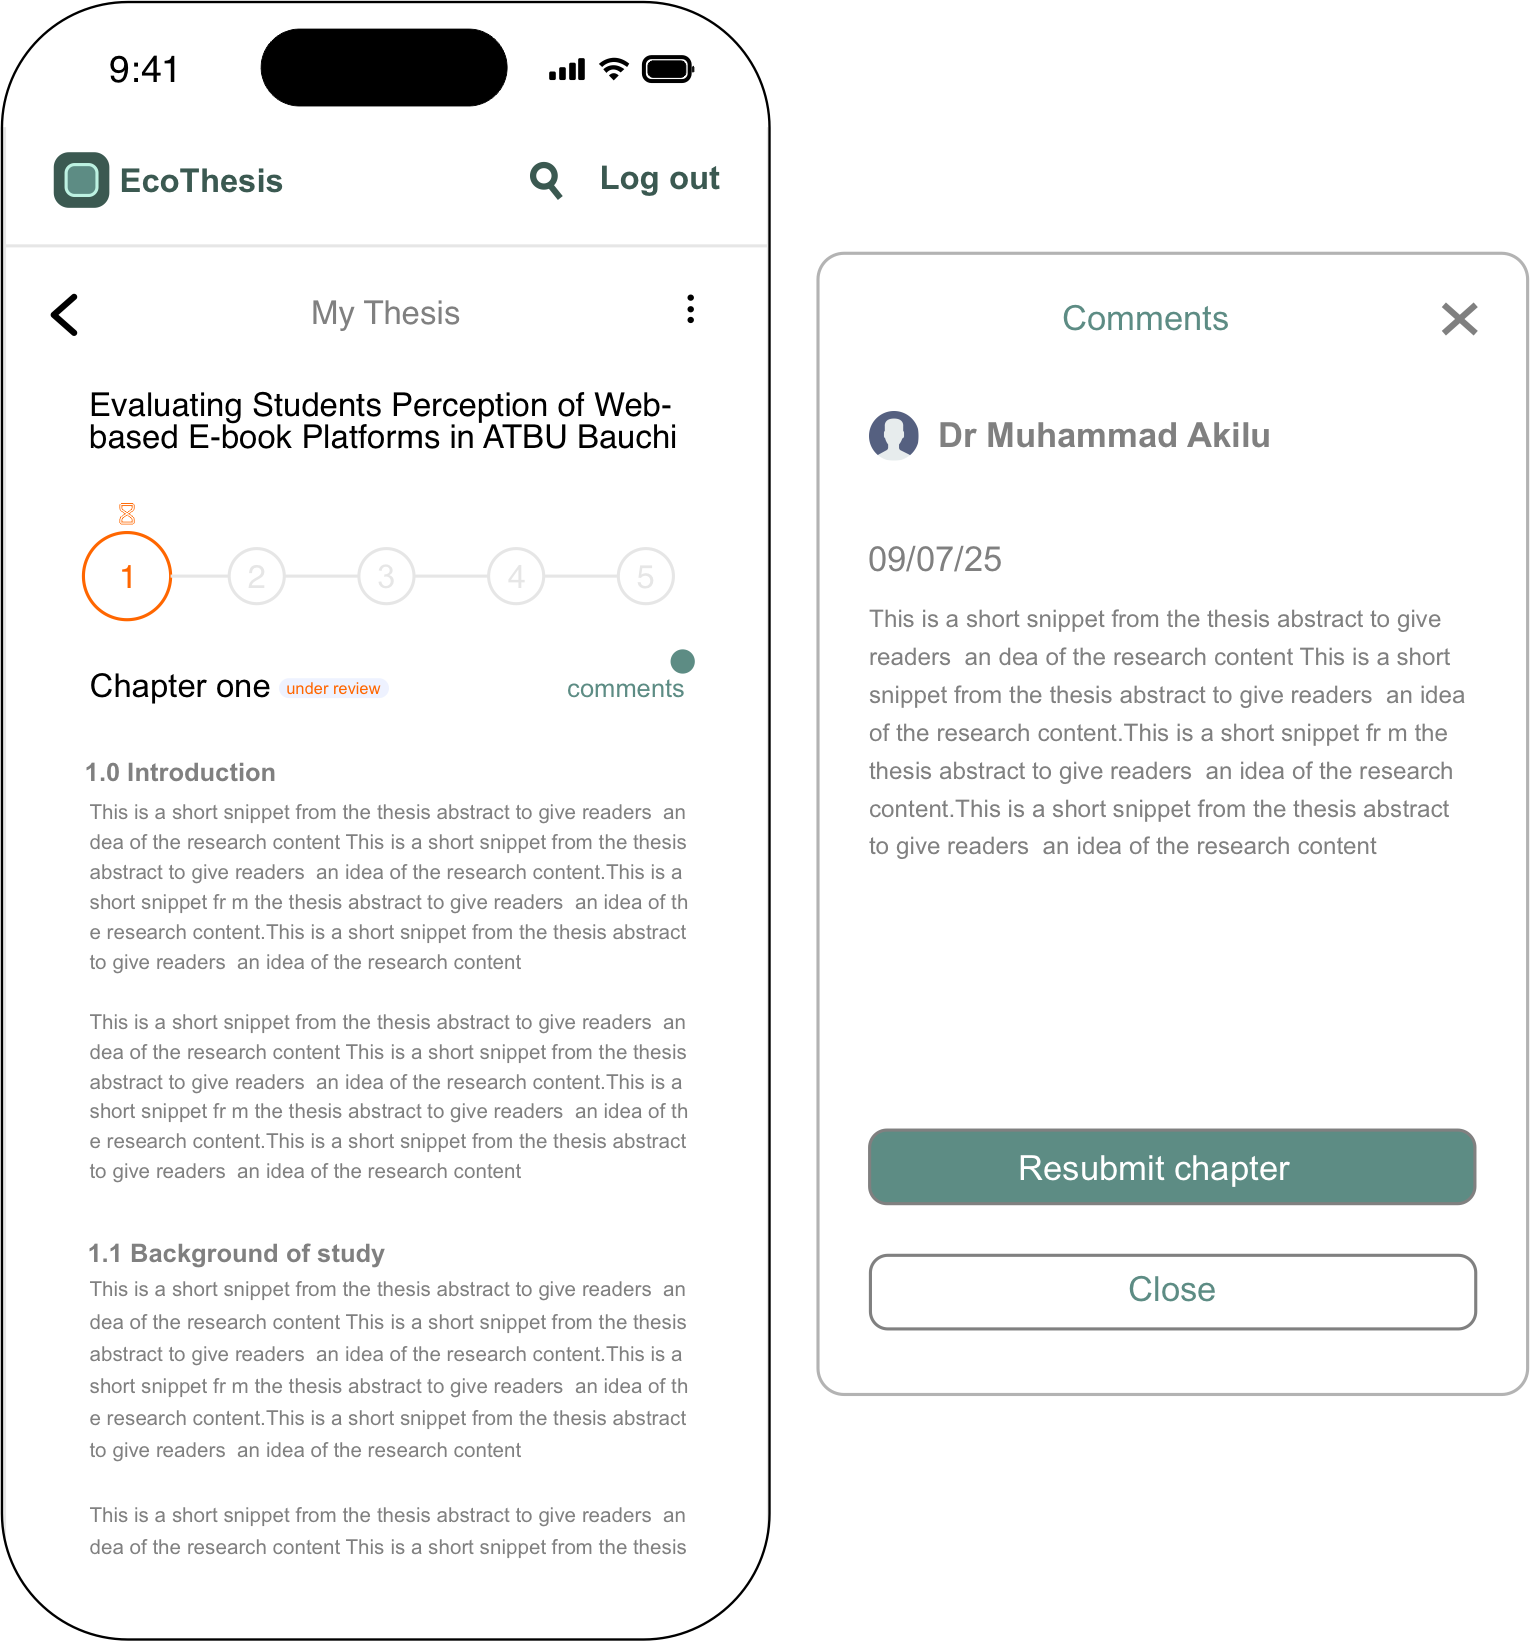 9:41
EcoThesis
Log out
My Thesis
Evaluating Students Perception of Web-
based E-book Platforms in ATBU Bauchi
1
2
3
4
5
Chapter one under review
comments
1.0 Introduction
This is a short snippet from the thesis abstract to give readers  an
dea of the research content This is a short snippet from the thesis
abstract to give readers  an idea of the research content.This is a
short snippet fr m the thesis abstract to give readers  an idea of th
e research content.This is a short snippet from the thesis abstract
to give readers  an idea of the research content
This is a short snippet from the thesis abstract to give readers  an
dea of the research content This is a short snippet from the thesis
abstract to give readers  an idea of the research content.This is a
short snippet fr m the thesis abstract to give readers  an idea of th
e research content.This is a short snippet from the thesis abstract
to give readers  an idea of the research content
1.1 Background of study
This is a short snippet from the thesis abstract to give readers  an
dea of the research content This is a short snippet from the thesis
abstract to give readers  an idea of the research content.This is a
short snippet fr m the thesis abstract to give readers  an idea of th
e research content.This is a short snippet from the thesis abstract
to give readers  an idea of the research content
This is a short snippet from the thesis abstract to give readers  an
dea of the research content This is a short snippet from the thesis
Comments
Dr Muhammad Akilu
09/07/25
This is a short snippet from the thesis abstract to give
readers  an dea of the research content This is a short
snippet from the thesis abstract to give readers  an idea
of the research content.This is a short snippet fr m the
thesis abstract to give readers  an idea of the research
content.This is a short snippet from the thesis abstract
to give readers  an idea of the research content
Resubmit chapter
Close